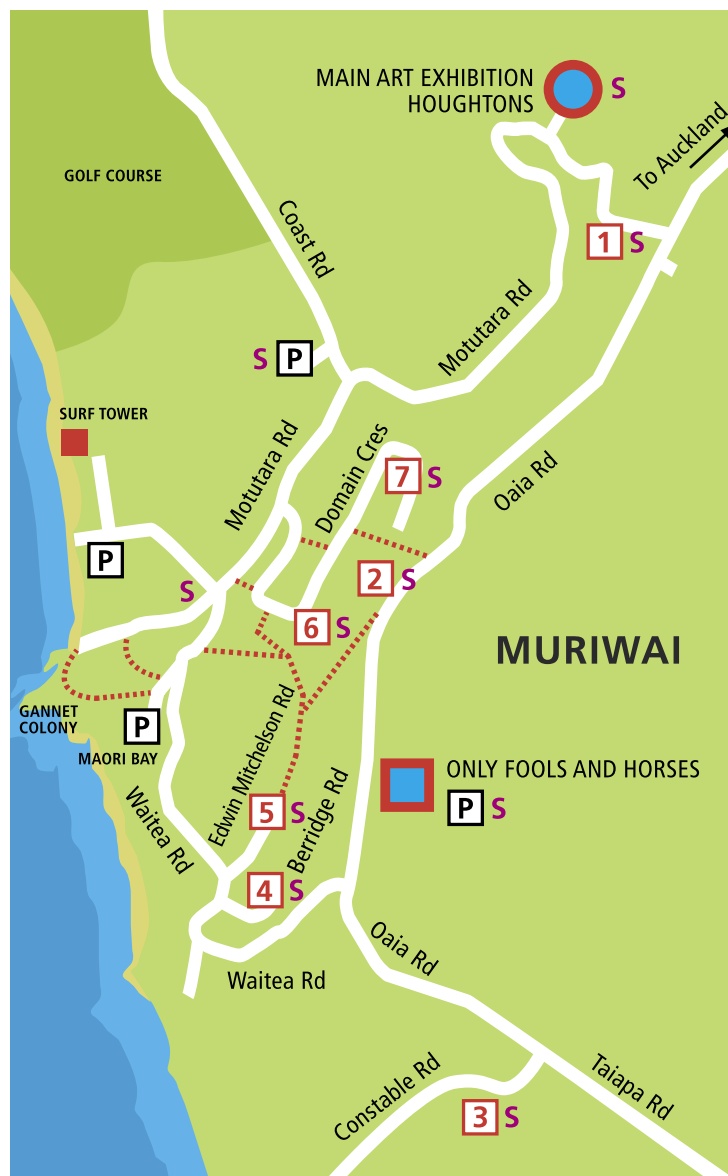 MAIN ART EXHIBITION
HOUGHTONS
S
To Auckland
GOLF COURSE
Coast Rd
1 S
Motutara Rd
S P
SURF TOWER
Motutara Rd
Domain Cres
7 S
Oaia Rd
P
S
2 S
6 S
MURIWAI
GANNET
COLONY
P
MAORI BAY
Edwin Mitchelson Rd
ONLY FOOLS AND HORSES
P S
Waitea Rd
5 S
Berridge Rd
4 S
Oaia Rd
Waitea Rd
Constable Rd
Taiapa Rd
3 S